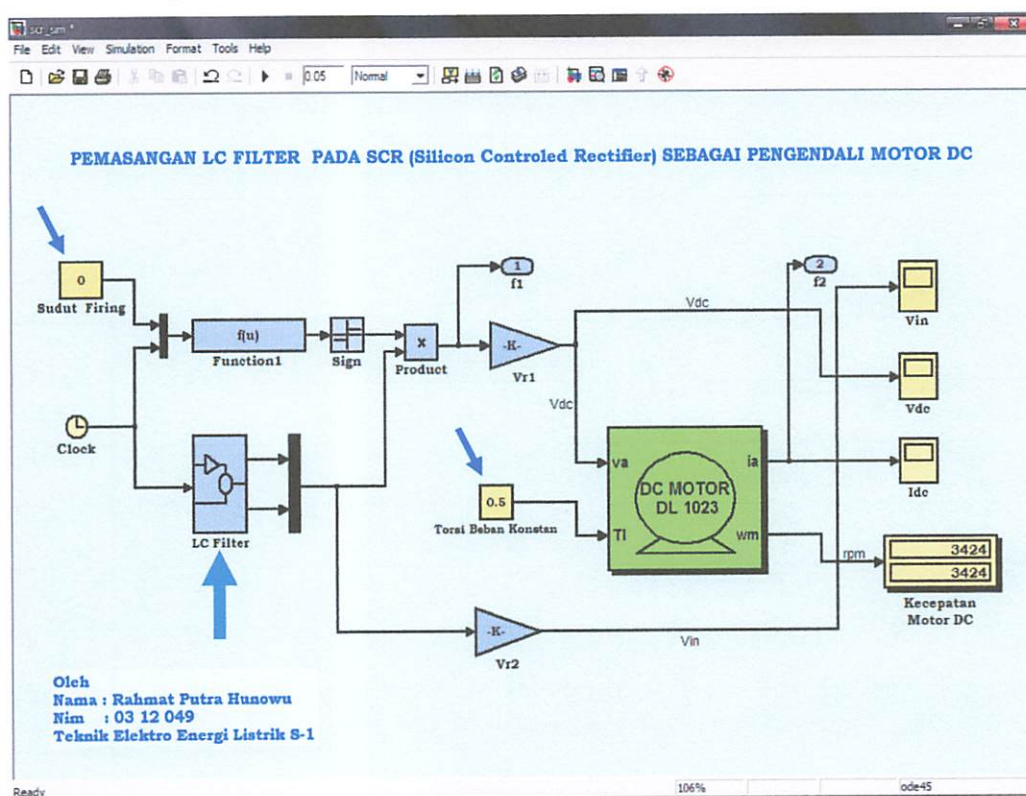 scr_sim *
File Edit View Simulation Format Tools Help
0.05 Normal
PEMASANGAN LC FILTER PADA SCR (Silicon Controled Rectifier) SEBAGAI PENGENDALI MOTOR DC
0
Sudut Firing
f(u)
Function1
Sign
×
Product
1
f1
-K-
Vr1
Vdc
Vdc
2
f2
Vin
Vdc
Idc
Clock
LC Filter
0.5
Torsi Beban Konstan
va
ia
DC MOTOR
DL 1023
Tl
wm
rpm
3424
3424
Kecepatan
Motor DC
-K-
Vr2
Vin
Oleh
Nama : Rahmat Putra Hunowu
Nim : 03 12 049
Teknik Elektro Energi Listrik S-1
Ready
106%
ode45